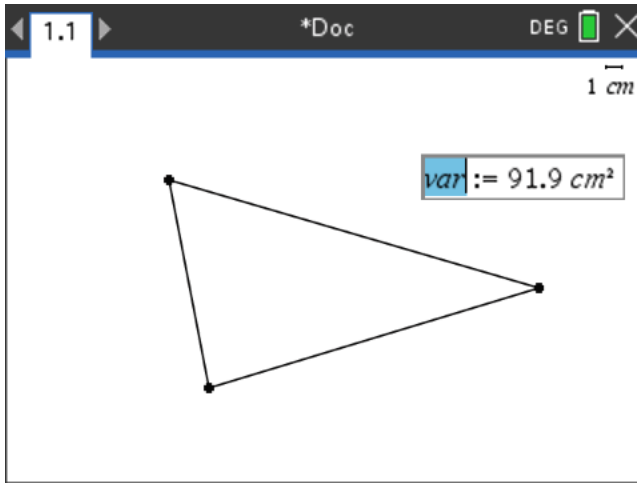 1.1 *Doc DEG
1 cm
var := 91.9 cm²